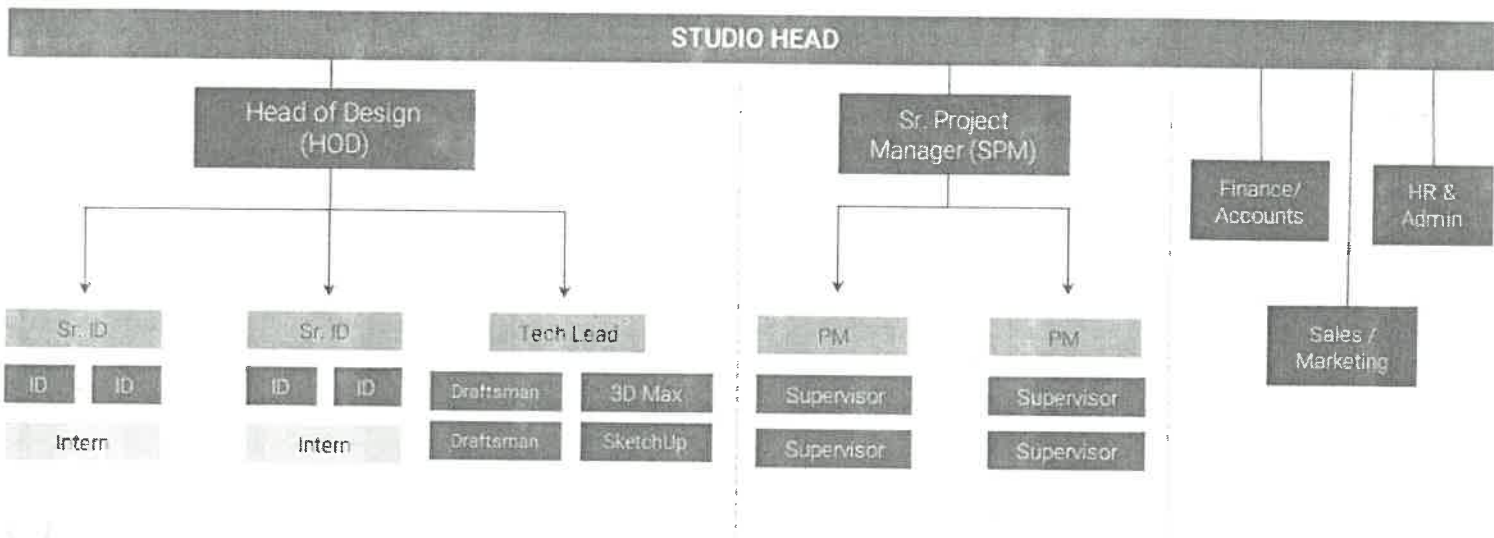 STUDIO HEAD
Head of Design
(HOD)
Sr. Project
Manager (SPM)
Finance/
Accounts
HR &
Admin
Sales /
Marketing
Sr. ID
Sr. ID
Tech Lead
PM
PM
ID
ID
ID
ID
Draftsman
3D Max
Supervisor
Supervisor
Intern
Intern
Draftsman
SketchUp
Supervisor
Supervisor